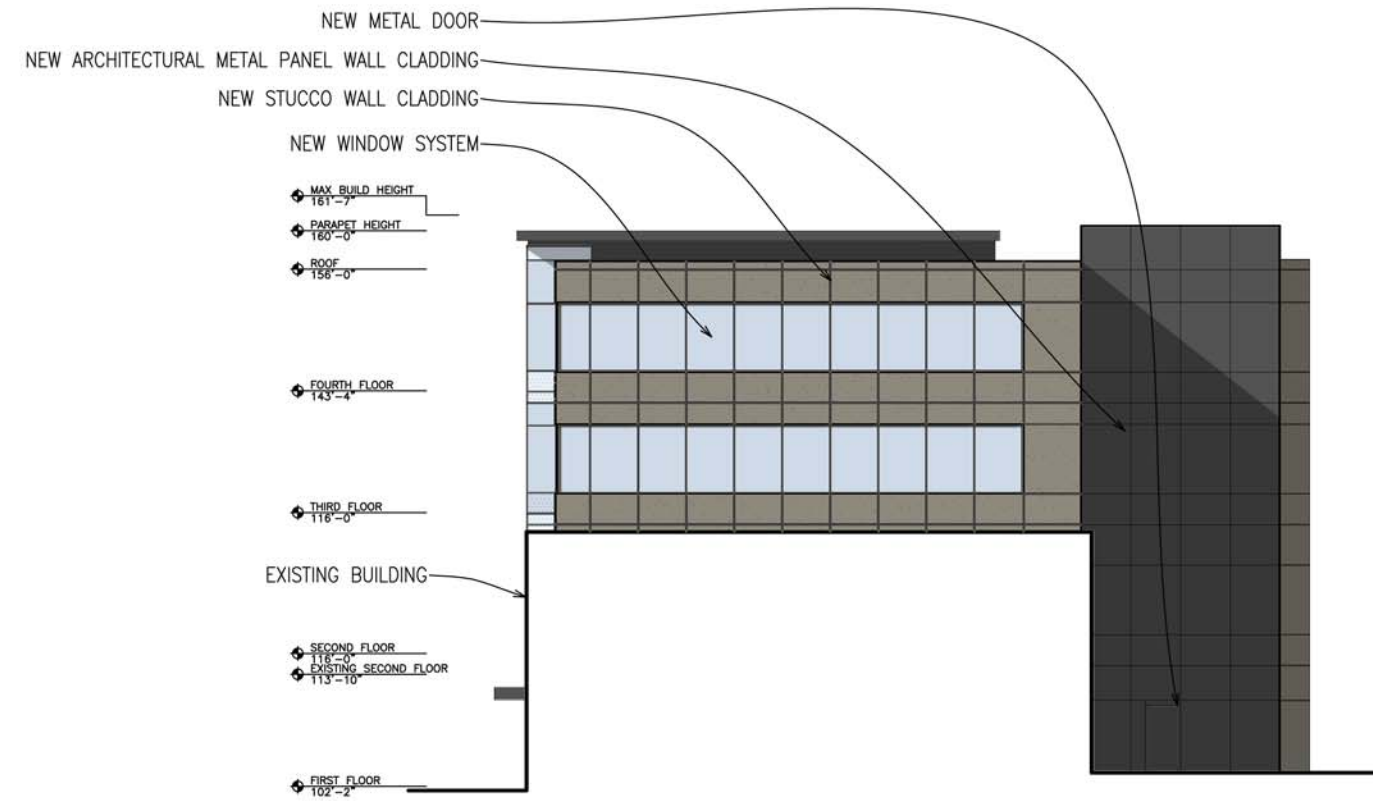 NEW METAL DOOR
NEW ARCHITECTURAL METAL PANEL WALL CLADDING
NEW STUCCO WALL CLADDING
NEW WINDOW SYSTEM
MAX BUILD HEIGHT
161'-7"
PARAPET HEIGHT
160'-0"
ROOF
156'-0"
FOURTH FLOOR
143'-4"
THIRD FLOOR
116'-0"
EXISTING BUILDING
SECOND FLOOR
116'-0"
EXISTING SECOND FLOOR
113'-10"
FIRST FLOOR
102'-2"